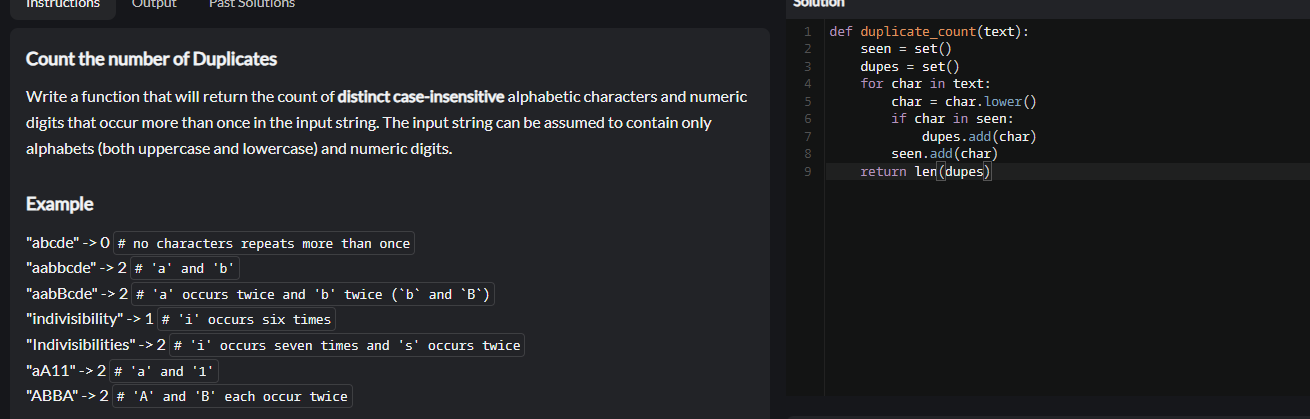 Instructions Output Past Solutions
Count the number of Duplicates
Write a function that will return the count of distinct case-insensitive alphabetic characters and numeric
digits that occur more than once in the input string. The input string can be assumed to contain only
alphabets (both uppercase and lowercase) and numeric digits.
Example
"abcde" -> 0 # no characters repeats more than once
"aabbcde" -> 2 # 'a' and 'b'
"aabBcde" -> 2 # 'a' occurs twice and 'b' twice (`b` and `B`)
"indivisibility" -> 1 # 'i' occurs six times
"Indivisibilities" -> 2 # 'i' occurs seven times and 's' occurs twice
"aA11" -> 2 # 'a' and '1'
"ABBA" -> 2 # 'A' and 'B' each occur twice
Solution
1 def duplicate_count(text):
2     seen = set()
3     dupes = set()
4     for char in text:
5         char = char.lower()
6         if char in seen:
7             dupes.add(char)
8         seen.add(char)
9     return len(dupes)